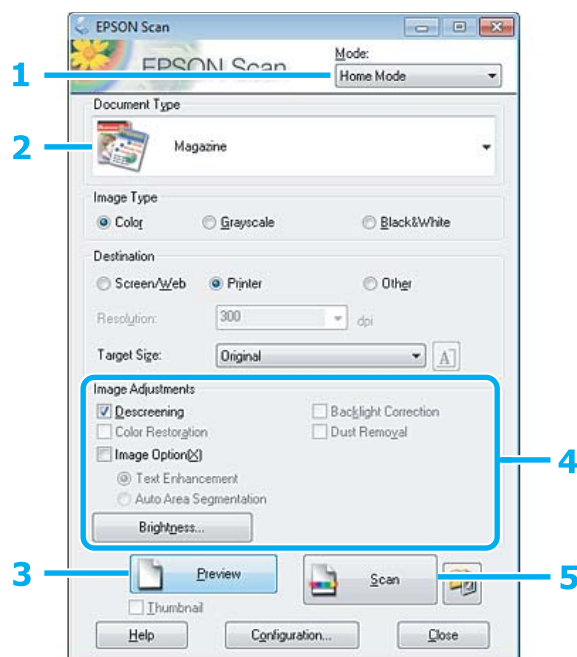 EPSON Scan
EPSON Scan
Mode:
1
Home Mode
Document Type
2
Magazine
Image Type
Color Grayscale Black&White
Destination
Screen/Web Printer Other
Resolution: 300 dpi
Target Size: Original A
Image Adjustments
Descreening Backlight Correction
Color Restoration Dust Removal
Image Option(X)
4
Text Enhancement
Auto Area Segmentation
Brightness...
3 Preview Scan 5
Thumbnail
Help Configuration... Close